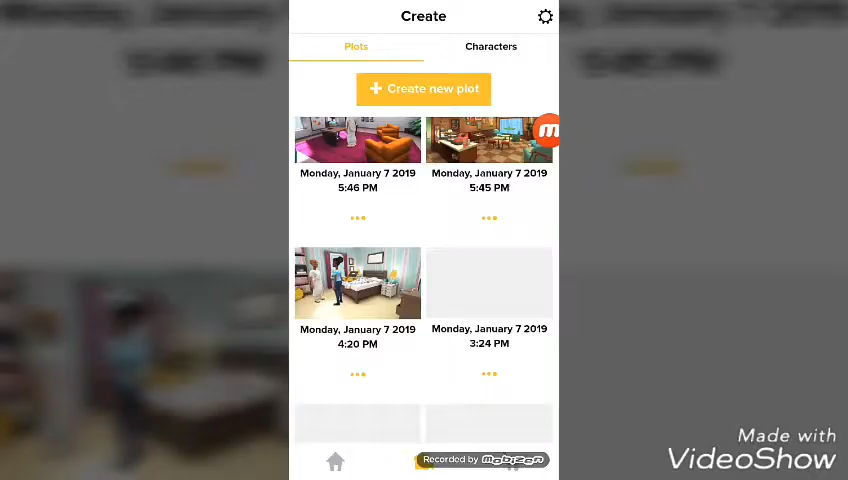 Create
Plots
Characters
+ Create new plot
Monday, January 7 2019
5:46 PM
Monday, January 7 2019
5:45 PM
Monday, January 7 2019
4:20 PM
Monday, January 7 2019
3:24 PM
Recorded by mobizen
Made with
VideoShow